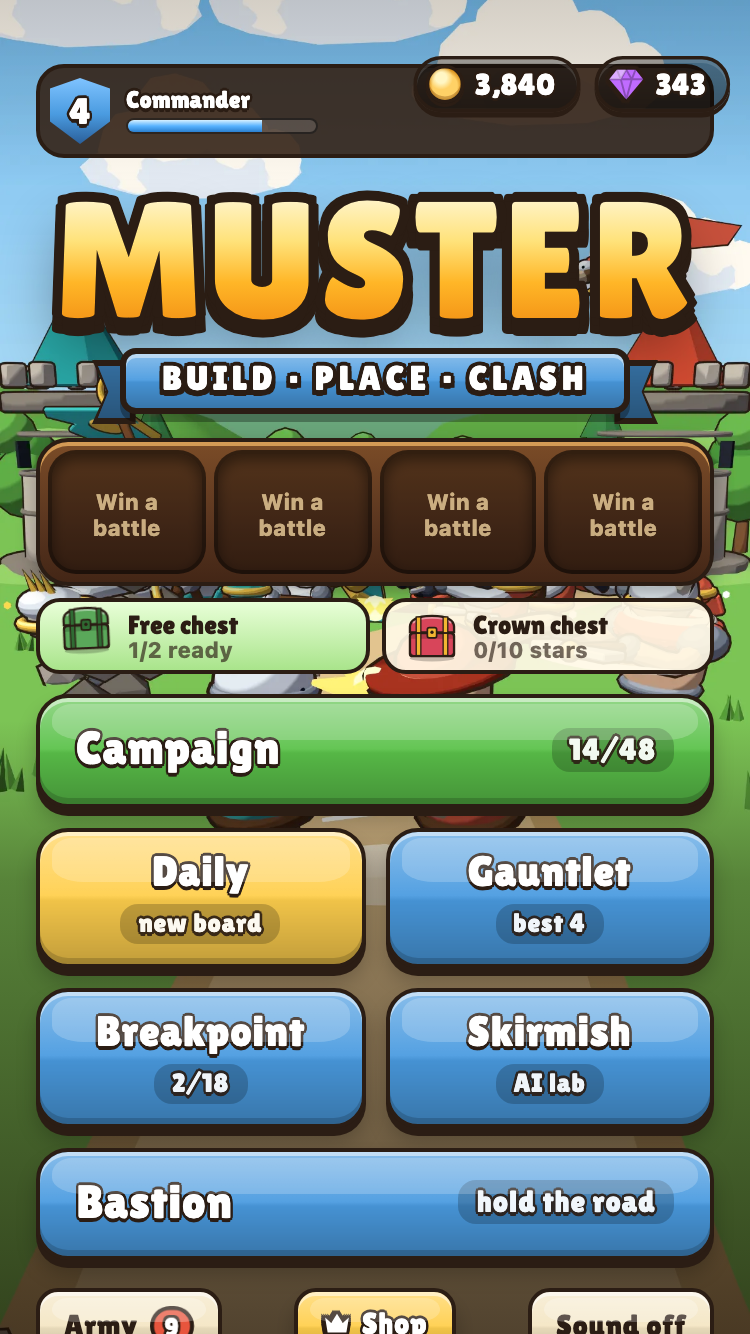 4
Commander
3,840
343
MUSTER
BUILD · PLACE · CLASH
Win a
battle
Win a
battle
Win a
battle
Win a
battle
Free chest
1/2 ready
Crown chest
0/10 stars
Campaign
14/48
Daily
new board
Gauntlet
best 4
Breakpoint
2/18
Skirmish
AI lab
Bastion
hold the road
Army 9
Shop
Sound off